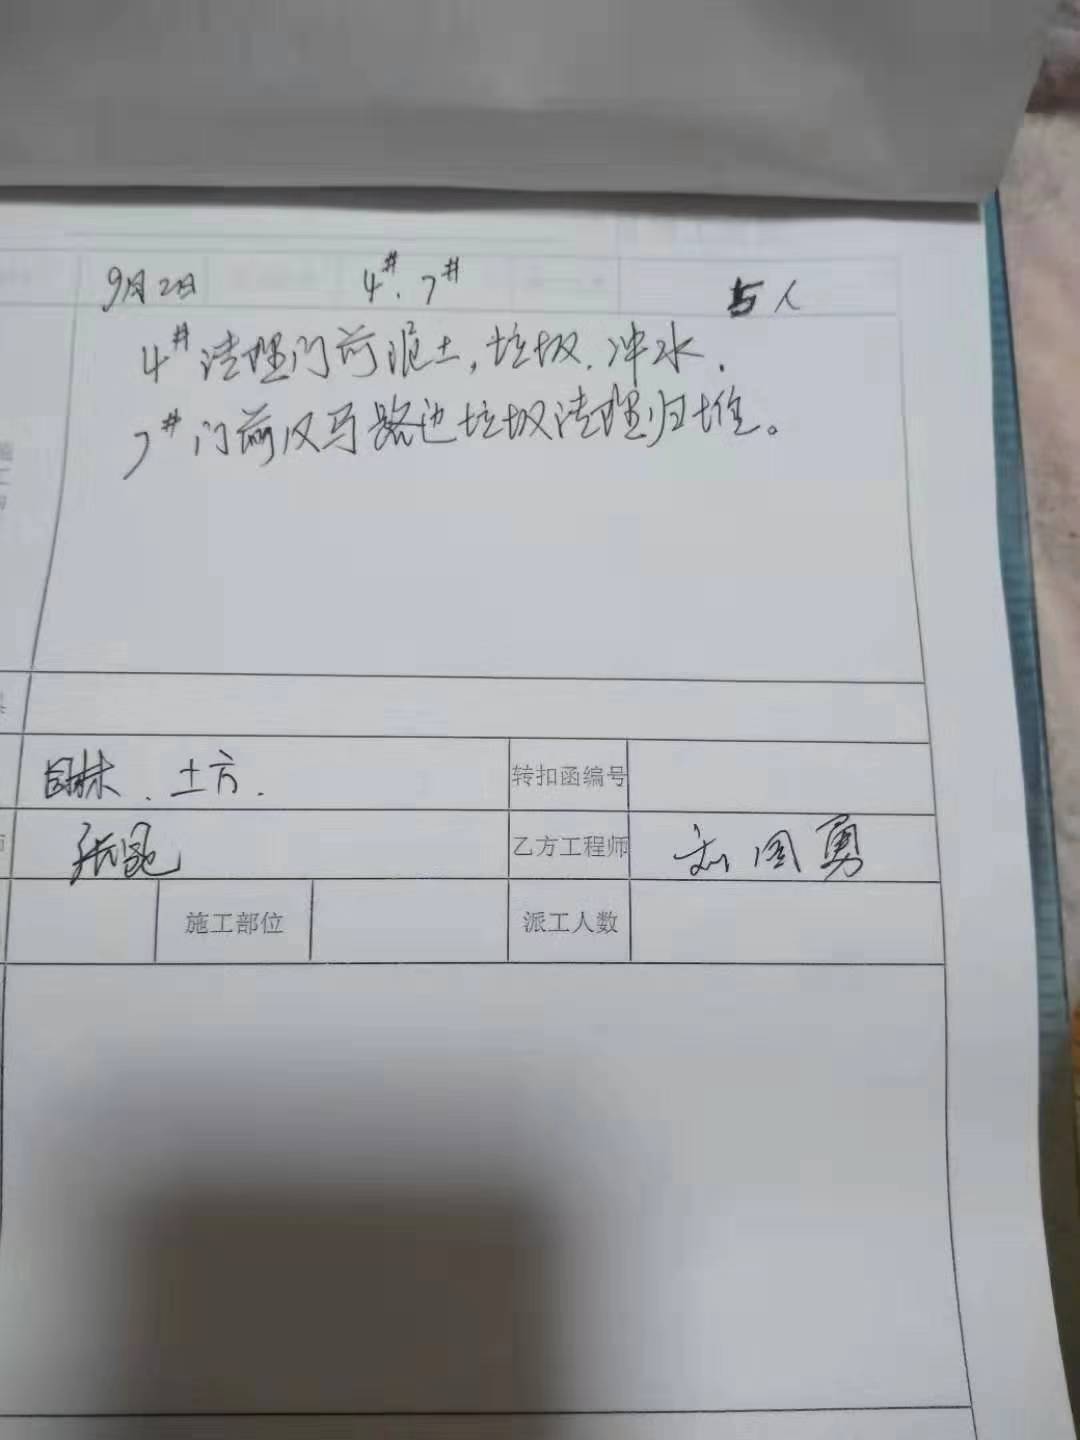 9月2日 4#、7# 5人
4#清理门前泥土,垃圾、冲水、
7#门前及马路边垃圾清理归堆。
园林、土方、 转扣函编号
乙方工程师 刘国勇
施工部位 派工人数